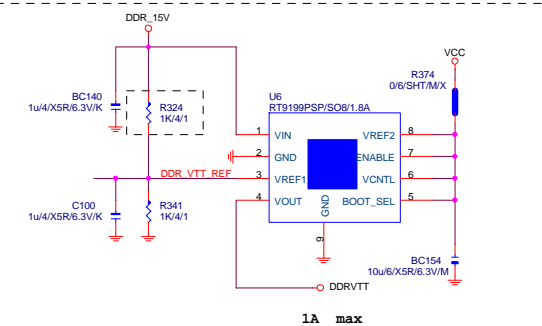 DDR_15V
VCC
R374
0/6/SHT/M/X
BC140
1u/4/X5R/6.3V/K
R324
1K/4/1
U6
RT9199PSP/SO8/1.8A
1 VIN VREF2 8
2 GND ENABLE 7
DDR_VTT_REF 3 VREF1 VCNTL 6
4 VOUT BOOT_SEL 5
GND
9
C100
1u/4/X5R/6.3V/K
R341
1K/4/1
BC154
10u/6/X5R/6.3V/M
DDRVTT
1A max